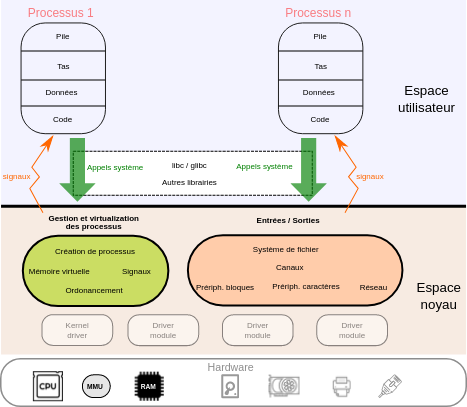 Processus 1
Processus n
Pile
Tas
Données
Code
Pile
Tas
Données
Code
Espace
utilisateur
signaux
Appels système
libc / glibc
Autres librairies
Appels système
signaux
Gestion et virtualization
des processus
Entrées / Sorties
Création de processus
Mémoire virtuelle
Signaux
Ordonancement
Système de fichier
Canaux
Périph. bloques
Périph. caractères
Réseau
Espace
noyau
Kernel
driver
Driver
module
Driver
module
Driver
module
Hardware
CPU
MMU
RAM